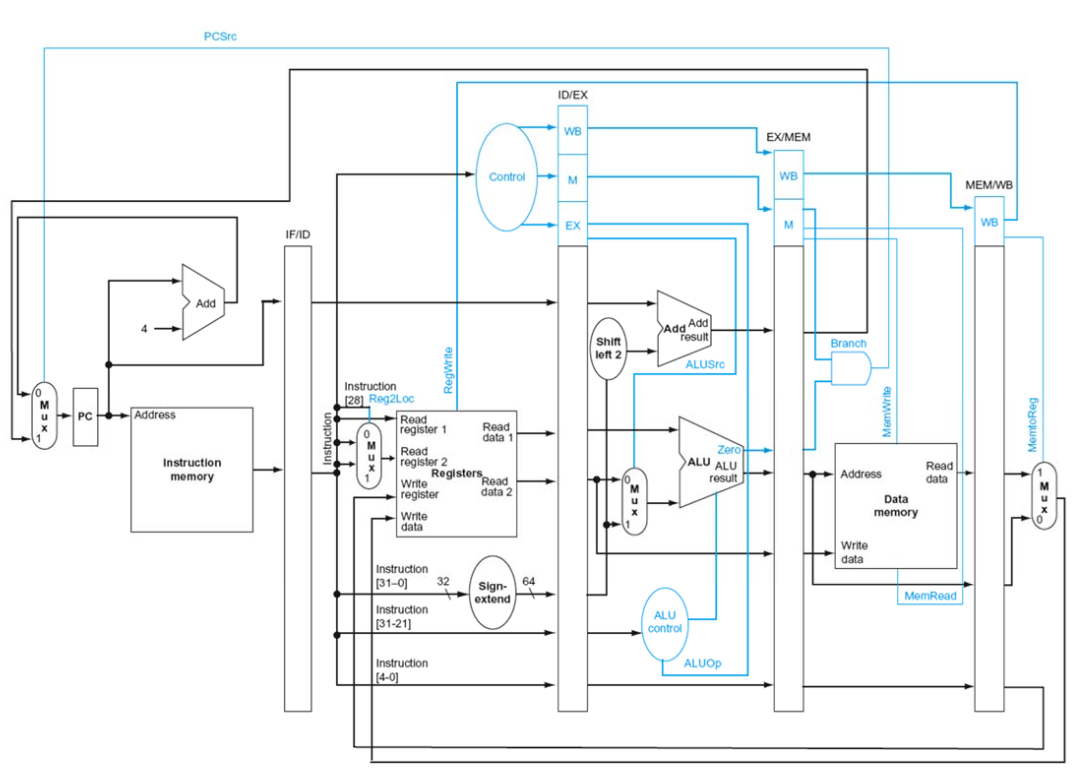 PCSrc
ID/EX
WB
EX/MEM
Control
M
WB
MEM/WB
EX
M
WB
IF/ID
Add
4
Shift
left 2
Add
Add
result
Branch
ALUSrc
RegWrite
MemWrite
MemtoReg
0
M
u
x
1
PC
Address
Instruction
memory
Instruction
Instruction
[28]
Reg2Loc
0
M
u
x
1
Read
register 1
Read
register 2
Registers
Write
register
Write
data
Read
data 1
Read
data 2
0
M
u
x
1
Zero
ALU
ALU
result
Address
Read
data
Data
memory
Write
data
1
M
u
x
0
Instruction
[31–0]
32
Sign-
extend
64
MemRead
Instruction
[31-21]
ALU
control
ALUOp
Instruction
[4-0]